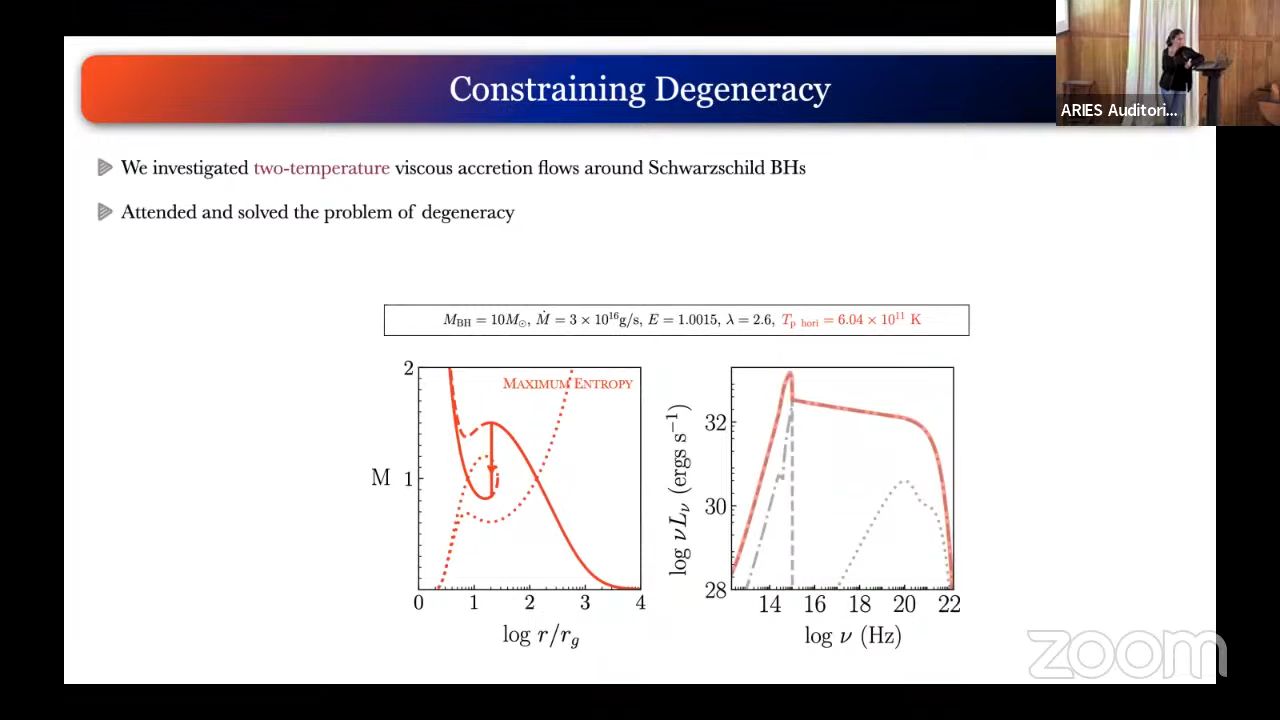 Constraining Degeneracy
ARIES Auditori...
We investigated two-temperature viscous accretion flows around Schwarzschild BHs
Attended and solved the problem of degeneracy
M_BH = 10M_⊙, Ṁ = 3 × 10^16 g/s, E = 1.0015, λ = 2.6, T_p hori = 6.04 × 10^11 K
MAXIMUM ENTROPY
2
M 1
0 1 2 3 4
log r/r_g
log νL_ν (ergs s^−1)
32
30
28
14 16 18 20 22
log ν (Hz)
zoom